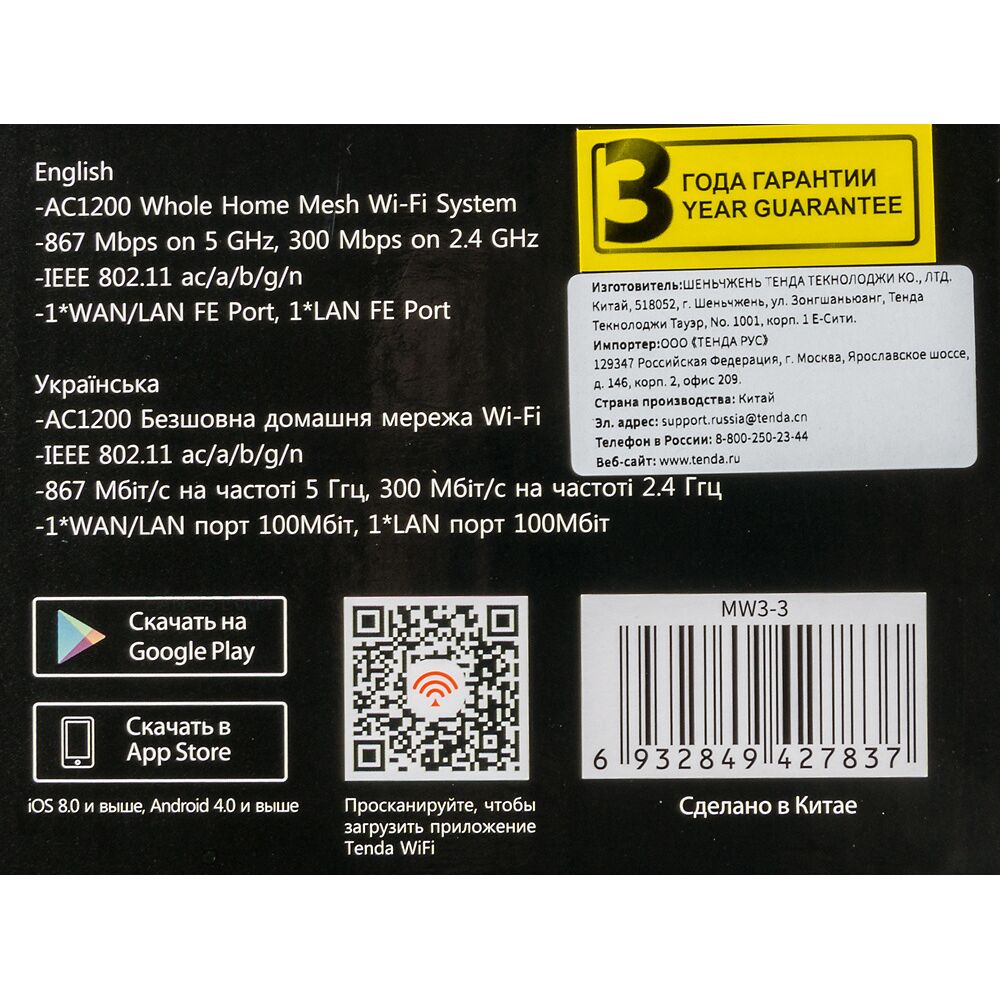 English
-AC1200 Whole Home Mesh Wi-Fi System
-867 Mbps on 5 GHz, 300 Mbps on 2.4 GHz
-IEEE 802.11 ac/a/b/g/n
-1*WAN/LAN FE Port, 1*LAN FE Port
Українська
-AC1200 Безшовна домашня мережа Wi-Fi
-IEEE 802.11 ac/a/b/g/n
-867 Мбіт/с на частоті 5 Ггц, 300 Мбіт/с на частоті 2.4 Ггц
-1*WAN/LAN порт 100Мбіт, 1*LAN порт 100Мбіт
3 ГОДА ГАРАНТИИ
YEAR GUARANTEE
Изготовитель:ШЕНЬЧЖЕНЬ ТЕНДА ТЕКНОЛОДЖИ КО., ЛТД.
Китай, 518052, г. Шеньчжень, ул. Зонгшаньюанг, Тенда
Текнолоджи Тауэр, No. 1001, корп. 1 Е-Сити.
Импортер:ООО《ТЕНДА РУС》
129347 Российская Федерация, г. Москва, Ярославское шоссе,
д. 146, корп. 2, офис 209.
Страна производства: Китай
Эл. адрес: support.russia@tenda.cn
Телефон в России: 8-800-250-23-44
Веб-сайт: www.tenda.ru
Скачать на
Google Play
Скачать в
App Store
iOS 8.0 и выше, Android 4.0 и выше
Просканируйте, чтобы
загрузить приложение
Tenda WiFi
MW3-3
6 932849 427837
Сделано в Китае